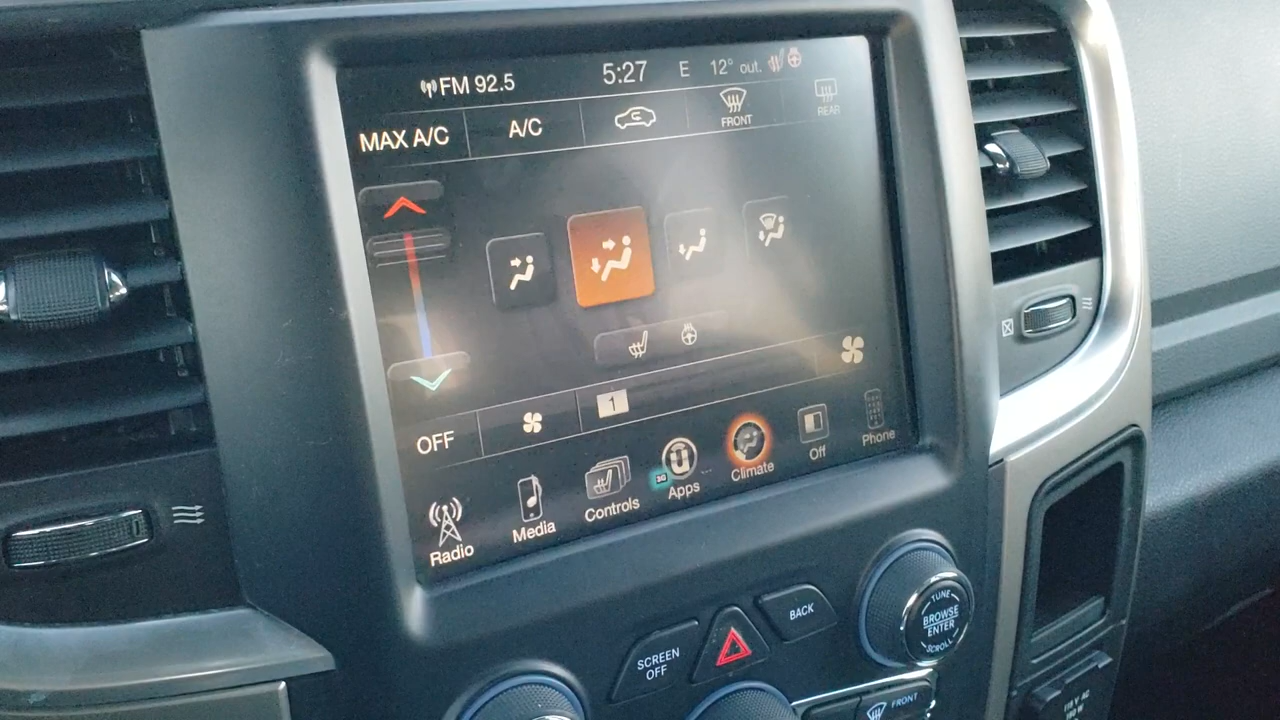 FM 92.5 5:27 E 12° out.
MAX A/C A/C FRONT REAR
OFF 1
Radio Media Controls 3G Apps Climate Off Phone
SCREEN
OFF
BACK
TUNE
BROWSE
ENTER
SCROLL
FRONT